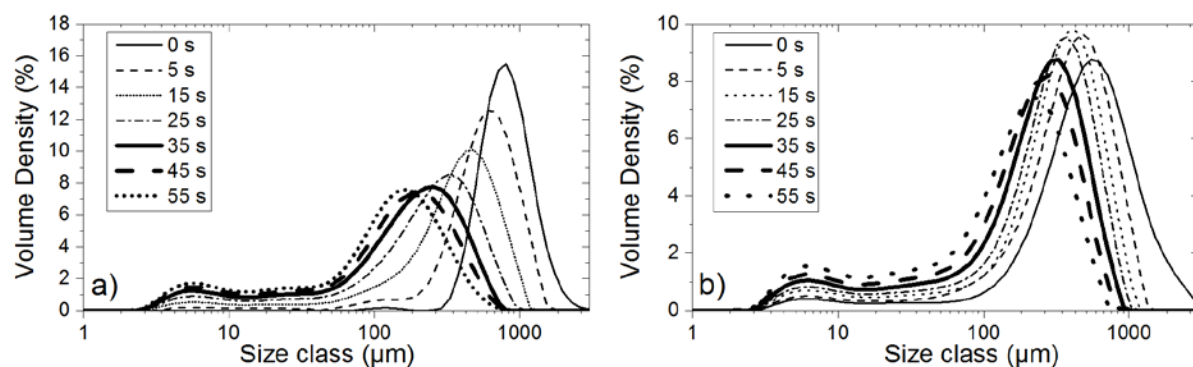 18
16
14
12
10
8
6
4
2
0
Volume Density (%)
0 s
5 s
15 s
25 s
35 s
45 s
55 s
a)
1 10 100 1000
Size class (µm)
10
8
6
4
2
0
Volume Density (%)
0 s
5 s
15 s
25 s
35 s
45 s
55 s
b)
1 10 100 1000
Size class (µm)